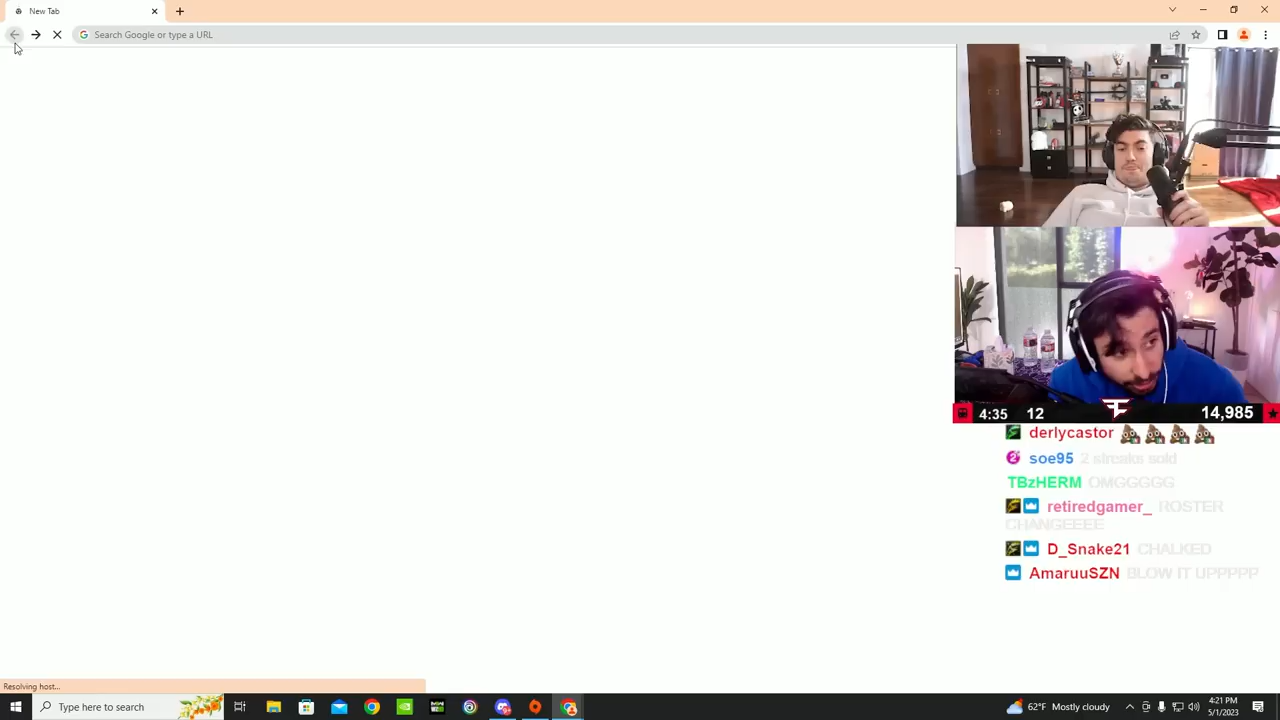 New Tab
Search Google or type a URL
4:35 12 14,985
derlycastor
soe95 2 streaks sold
TBzHERM OMGGGGG
retiredgamer_ ROSTER
CHANGEEEE
D_Snake21 CHALKED
AmaruuSZN BLOW IT UPPPPP
Resolving host...
Type here to search
62°F Mostly cloudy
4:21 PM
5/1/2023